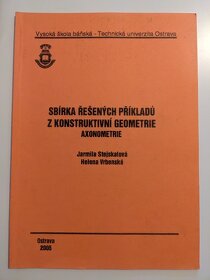 Vysoká škola báňská - Technická univerzita Ostrava
SBÍRKA ŘEŠENÝCH PŘÍKLADŮ
Z KONSTRUKTIVNÍ GEOMETRIE
AXONOMETRIE
Jarmila Stejskalová
Helena Vrbenská
Ostrava
2005